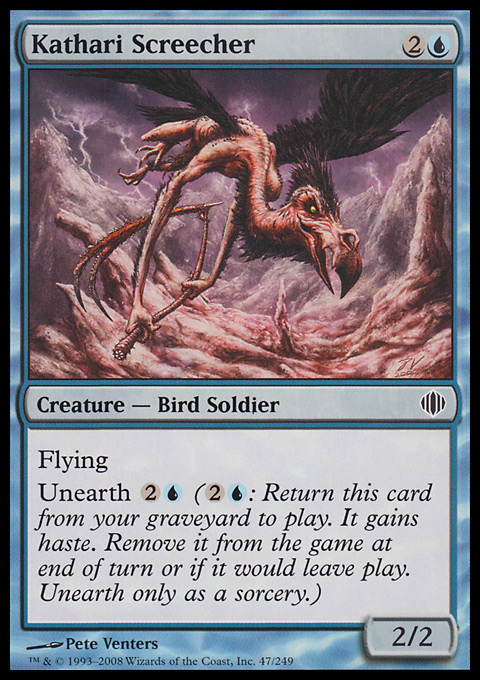 Kathari Screecher 2
Creature — Bird Soldier
Flying
Unearth 2 (2 : Return this card
from your graveyard to play. It gains
haste. Remove it from the game at
end of turn or if it would leave play.
Unearth only as a sorcery.)
2/2
Pete Venters
™ & © 1993–2008 Wizards of the Coast, Inc. 47/249